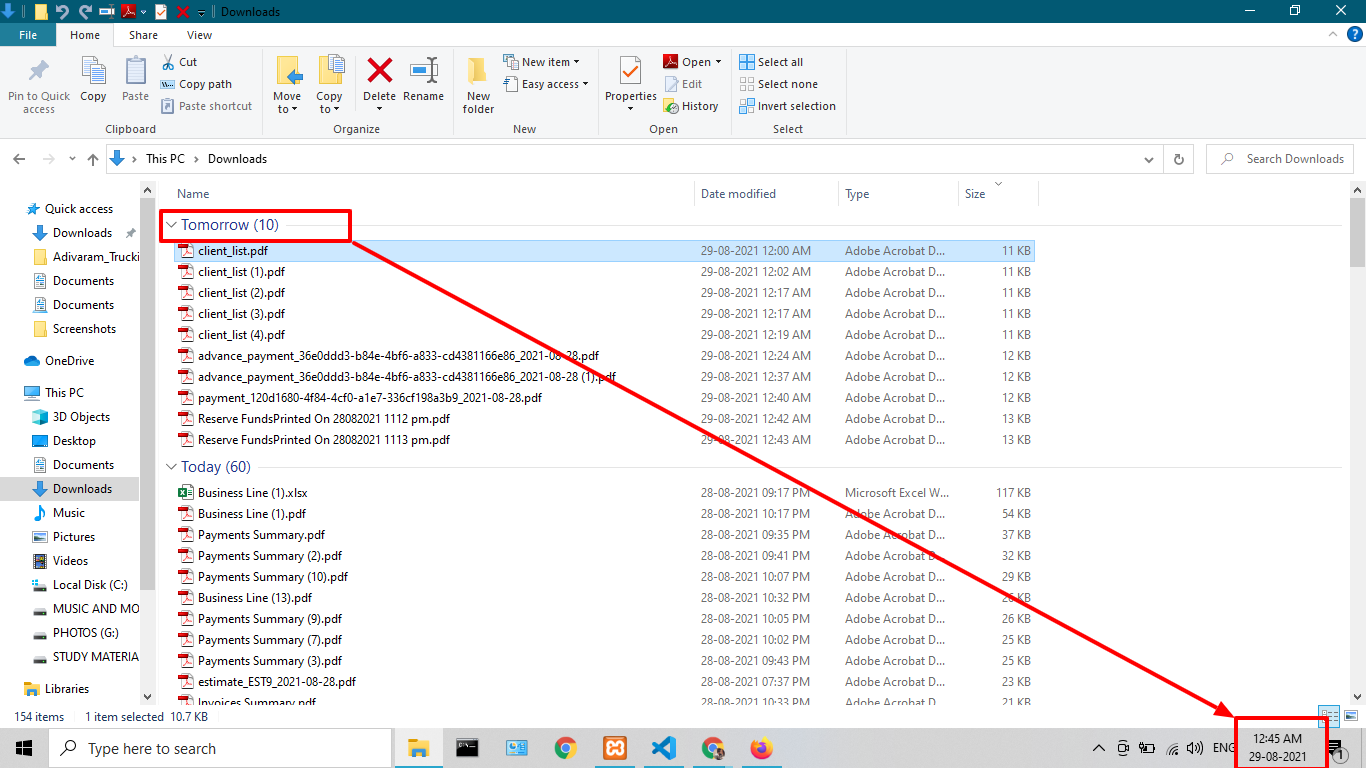 Downloads
File Home Share View
Pin to Quick access
Copy
Paste
Cut
Copy path
Paste shortcut
Clipboard
Move to
Copy to
Delete
Rename
Organize
New folder
New item
Easy access
New
Properties
Open
Edit
History
Open
Select all
Select none
Invert selection
Select
This PC Downloads
Search Downloads
Quick access
Downloads
Adivaram_Trucki
Documents
Documents
Screenshots
OneDrive
This PC
3D Objects
Desktop
Documents
Downloads
Music
Pictures
Videos
Local Disk (C:)
MUSIC AND MO
PHOTOS (G:)
STUDY MATERIA
Libraries
Name Date modified Type Size
Tomorrow (10)
client_list.pdf 29-08-2021 12:00 AM Adobe Acrobat D... 11 KB
client_list (1).pdf 29-08-2021 12:02 AM Adobe Acrobat D... 11 KB
client_list (2).pdf 29-08-2021 12:17 AM Adobe Acrobat D... 11 KB
client_list (3).pdf 29-08-2021 12:17 AM Adobe Acrobat D... 11 KB
client_list (4).pdf 29-08-2021 12:19 AM Adobe Acrobat D... 11 KB
advance_payment_36e0ddd3-b84e-4bf6-a833-cd4381166e86_2021-08-28.pdf 29-08-2021 12:24 AM Adobe Acrobat D... 12 KB
advance_payment_36e0ddd3-b84e-4bf6-a833-cd4381166e86_2021-08-28 (1).pdf 29-08-2021 12:37 AM Adobe Acrobat D... 12 KB
payment_120d1680-4f84-4cf0-a1e7-336cf198a3b9_2021-08-28.pdf 29-08-2021 12:40 AM Adobe Acrobat D... 12 KB
Reserve FundsPrinted On 28082021 1112 pm.pdf 29-08-2021 12:42 AM Adobe Acrobat D... 13 KB
Reserve FundsPrinted On 28082021 1113 pm.pdf 29-08-2021 12:43 AM Adobe Acrobat D... 13 KB
Today (60)
Business Line (1).xlsx 28-08-2021 09:17 PM Microsoft Excel W... 117 KB
Business Line (1).pdf 28-08-2021 10:17 PM Adobe Acrobat D... 54 KB
Payments Summary.pdf 28-08-2021 09:35 PM Adobe Acrobat D... 37 KB
Payments Summary (2).pdf 28-08-2021 09:41 PM Adobe Acrobat D... 32 KB
Payments Summary (10).pdf 28-08-2021 10:07 PM Adobe Acrobat D... 29 KB
Business Line (13).pdf 28-08-2021 10:32 PM Adobe Acrobat D... 26 KB
Payments Summary (9).pdf 28-08-2021 10:05 PM Adobe Acrobat D... 26 KB
Payments Summary (7).pdf 28-08-2021 10:02 PM Adobe Acrobat D... 25 KB
Payments Summary (3).pdf 28-08-2021 09:43 PM Adobe Acrobat D... 25 KB
estimate_EST9_2021-08-28.pdf 28-08-2021 07:37 PM Adobe Acrobat D... 23 KB
Invoices Summary.pdf 28-08-2021 10:33 PM Adobe Acrobat D... 21 KB
154 items 1 item selected 10.7 KB
Type here to search
ENG
12:45 AM
29-08-2021
1